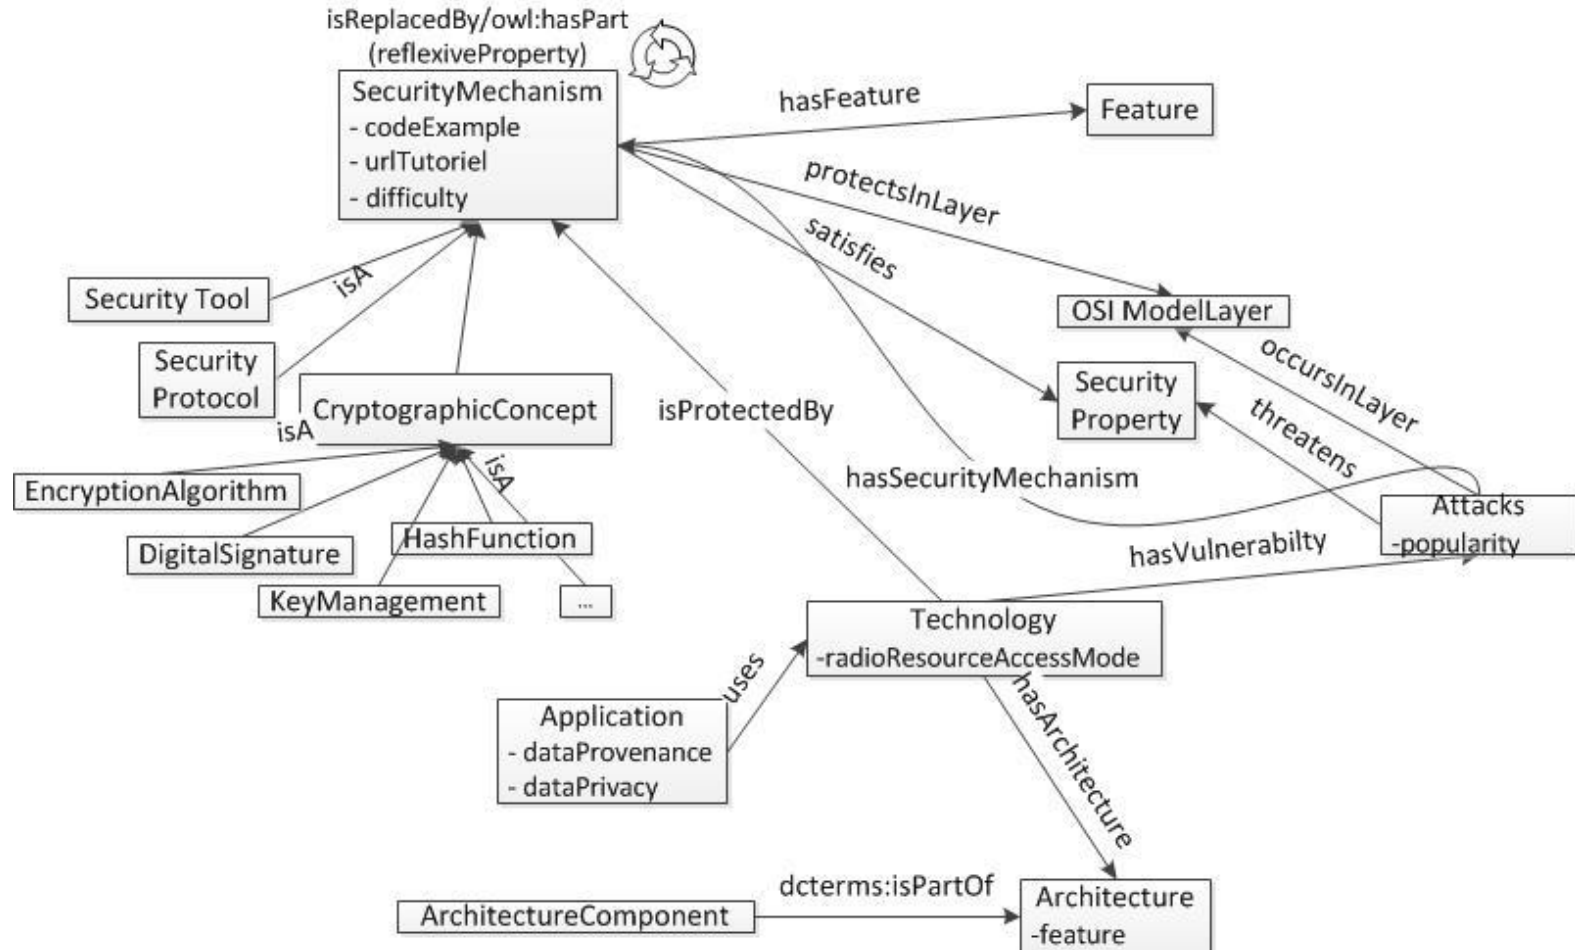 isReplacedBy/owl:hasPart
(reflexiveProperty)
SecurityMechanism
- codeExample
- urlTutoriel
- difficulty
hasFeature
Feature
protectsInLayer
satisfies
isA
Security Tool
OSI ModelLayer
Security
Protocol
occursInLayer
Security
Property
CryptographicConcept
isProtectedBy
threatens
isA
isA
hasSecurityMechanism
EncryptionAlgorithm
Attacks
-popularity
HashFunction
DigitalSignature
hasVulnerabilty
KeyManagement
...
Technology
-radioResourceAccessMode
uses
hasArchitecture
Application
- dataProvenance
- dataPrivacy
dcterms:isPartOf
ArchitectureComponent
Architecture
-feature